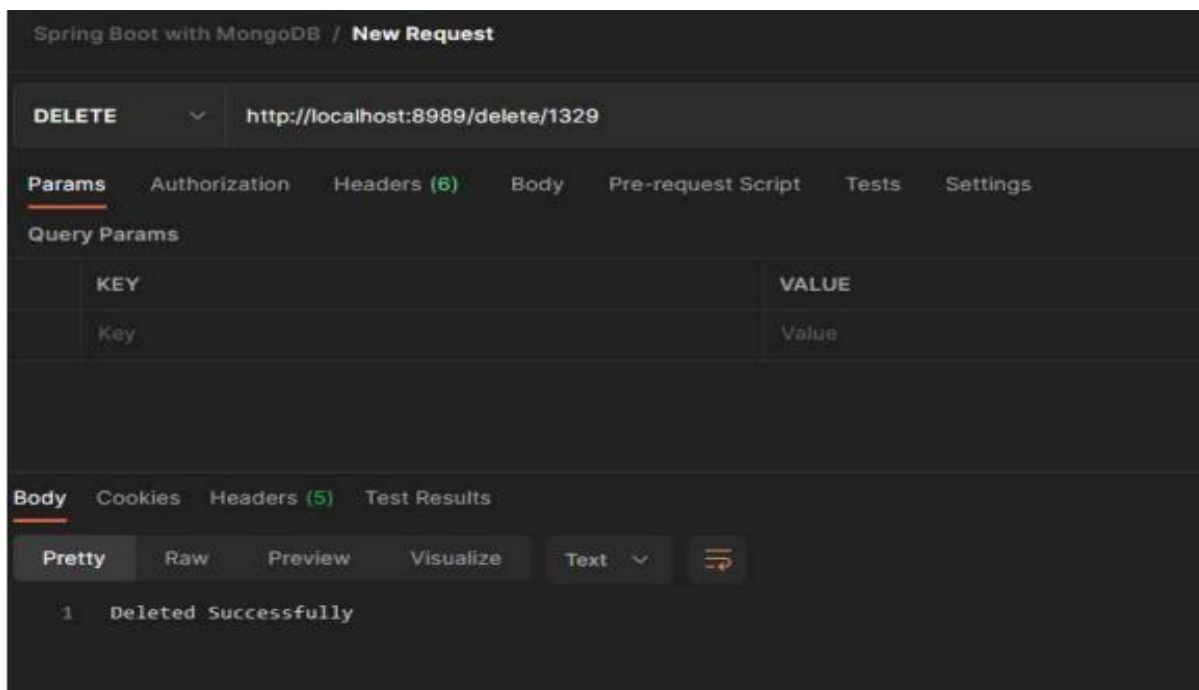 Spring Boot with MongoDB / New Request
DELETE http://localhost:8989/delete/1329
Params Authorization Headers (6) Body Pre-request Script Tests Settings
Query Params
KEY VALUE
Key Value
Body Cookies Headers (5) Test Results
Pretty Raw Preview Visualize Text
1 Deleted Successfully